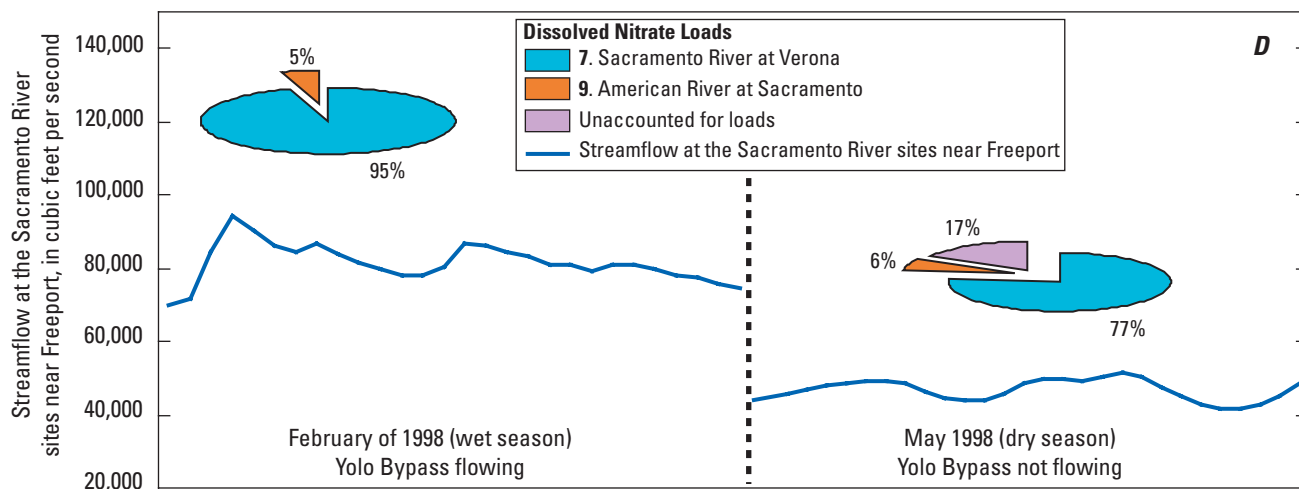 Streamflow at the Sacramento River
sites near Freeport, in cubic feet per second
140,000
120,000
100,000
80,000
60,000
40,000
20,000
5%
95%
Dissolved Nitrate Loads
7. Sacramento River at Verona
9. American River at Sacramento
Unaccounted for loads
Streamflow at the Sacramento River sites near Freeport
D
17%
6%
77%
February of 1998 (wet season)
Yolo Bypass flowing
May 1998 (dry season)
Yolo Bypass not flowing